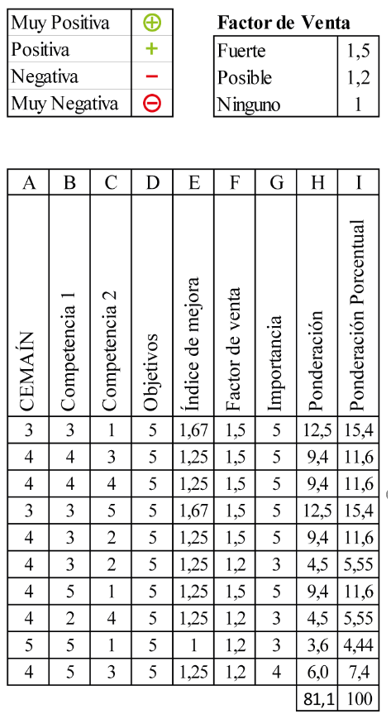 Muy Positiva ⊕
Positiva +
Negativa −
Muy Negativa ⊖
Factor de Venta
Fuerte 1,5
Posible 1,2
Ninguno 1
A B C D E F G H I
CEMAÍN Competencia 1 Competencia 2 Objetivos Índice de mejora Factor de venta Importancia Ponderación Ponderación Porcentual
3 3 1 5 1,67 1,5 5 12,5 15,4
4 4 3 5 1,25 1,5 5 9,4 11,6
4 4 4 5 1,25 1,5 5 9,4 11,6
3 3 5 5 1,67 1,5 5 12,5 15,4
4 3 2 5 1,25 1,5 5 9,4 11,6
4 3 2 5 1,25 1,2 3 4,5 5,55
4 5 1 5 1,25 1,5 5 9,4 11,6
4 2 4 5 1,25 1,2 3 4,5 5,55
5 5 1 5 1 1,2 3 3,6 4,44
4 5 3 5 1,25 1,2 4 6,0 7,4
81,1 100